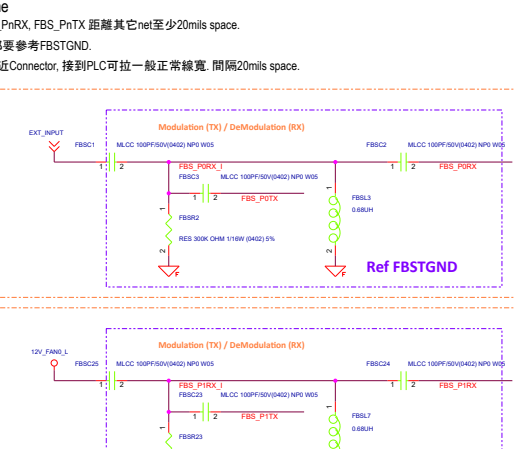 _PnRX, FBS_PnTX 距離其它net至少20mils space.
要參考FBSTGND.
近Connector, 接到PLC可拉一般正常線寬. 間隔20mils space.
Modulation (TX) / DeModulation (RX)
EXT_INPUT
FBSC1
MLCC 100PF/50V(0402) NP0 W05
FBSC2
MLCC 100PF/50V(0402) NP0 W05
1
2
FBS_P0RX_I
1
2
FBS_P0RX
FBSC3
MLCC 100PF/50V(0402) NP0 W05
1
2
FBS_P0TX
1
FBSR2
RES 300K OHM 1/16W (0402) 5%
2
1
FBSL3
0.68UH
2
F
F
Ref FBSTGND
Modulation (TX) / DeModulation (RX)
12V_FAN0_L
FBSC25
MLCC 100PF/50V(0402) NP0 W05
FBSC24
MLCC 100PF/50V(0402) NP0 W05
1
2
FBS_P1RX_I
1
2
FBS_P1RX
FBSC23
MLCC 100PF/50V(0402) NP0 W05
1
2
FBS_P1TX
1
FBSR23
1
FBSL7
0.68UH